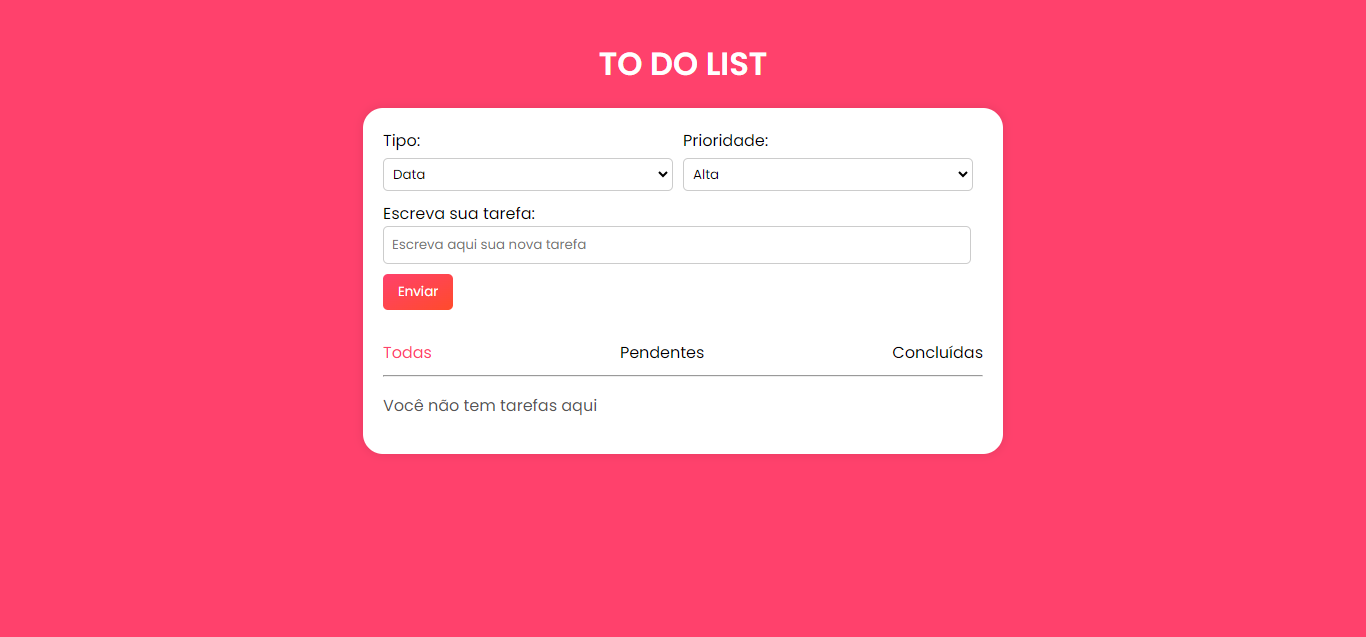 TO DO LIST
Tipo: Prioridade:
Data Alta
Escreva sua tarefa:
Escreva aqui sua nova tarefa
Enviar
Todas Pendentes Concluídas
Você não tem tarefas aqui